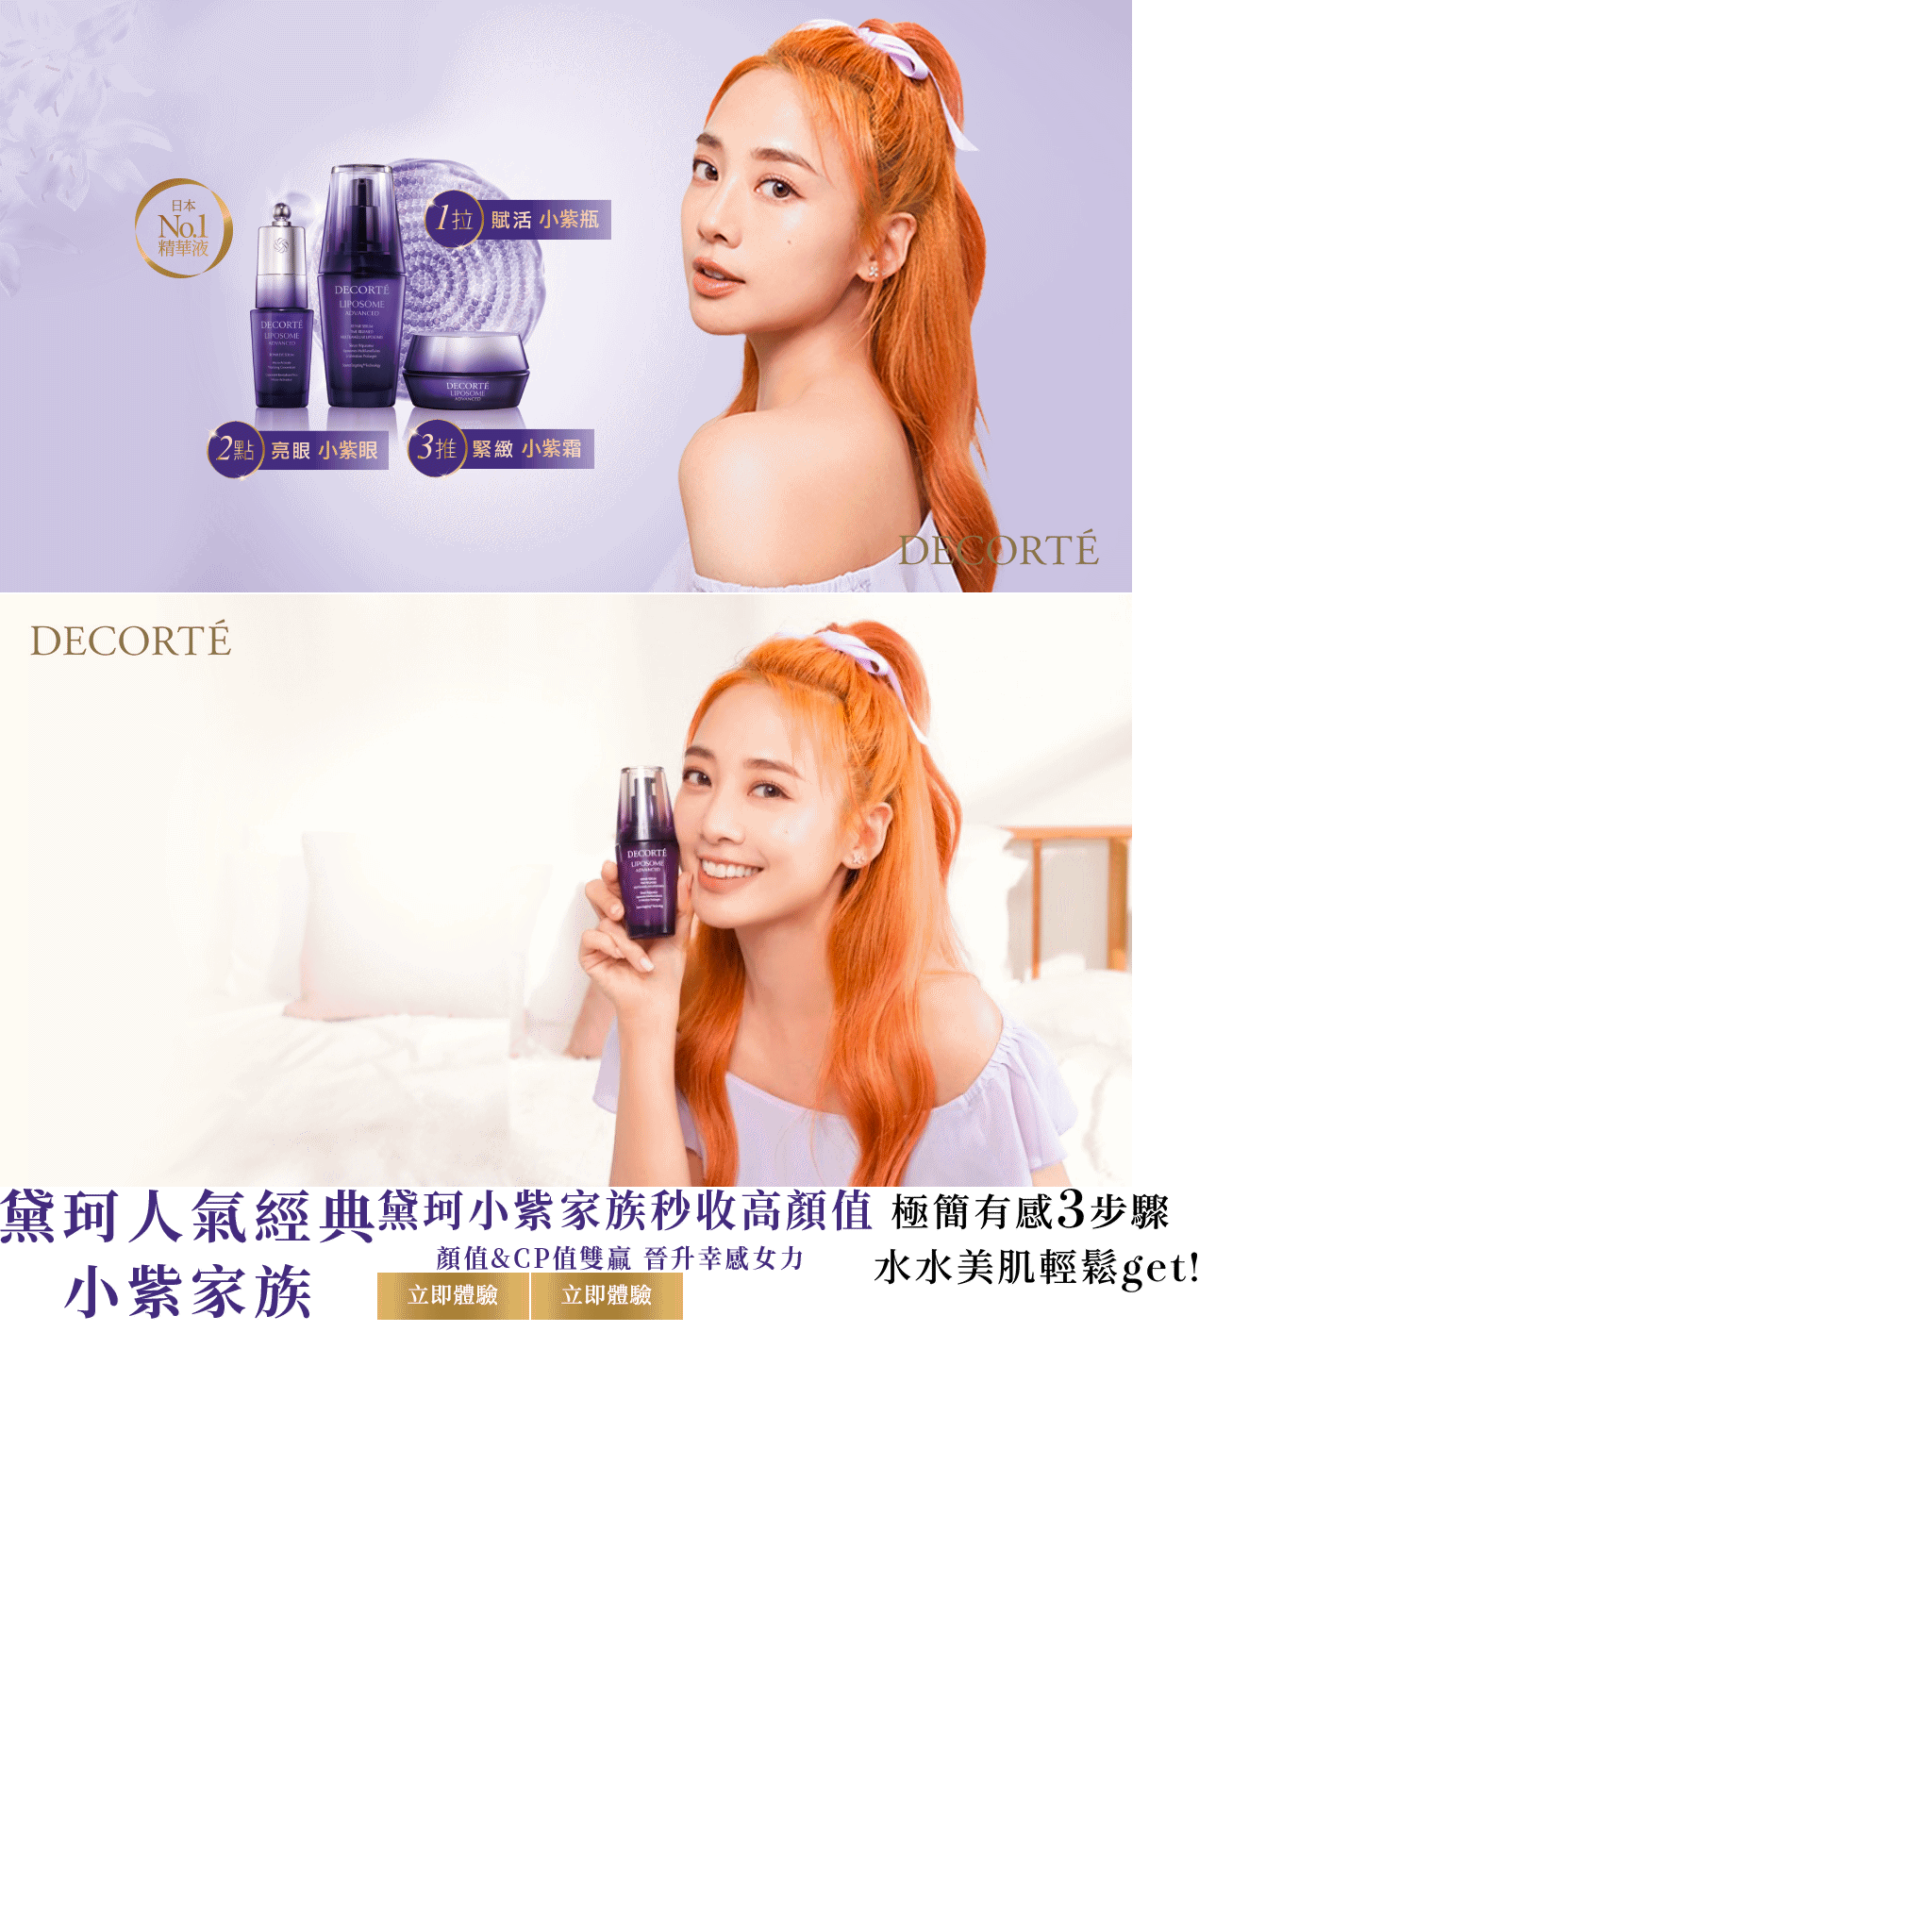 日本
No.1
精華液
1拉 賦活 小紫瓶
DECORTÉ
LIPOSOME
ADVANCED
DECORTÉ
LIPOSOME
ADVANCED
DECORTÉ
LIPOSOME
ADVANCED
2點 亮眼 小紫眼
3推 緊緻 小紫霜
DECORTÉ
DECORTÉ
DECORTÉ
LIPOSOME
ADVANCED
黛珂人氣經典
小紫家族
黛珂小紫家族秒收高顏值
顏值&CP值雙贏 晉升幸感女力
立即體驗
立即體驗
極簡有感3步驟
水水美肌輕鬆get!